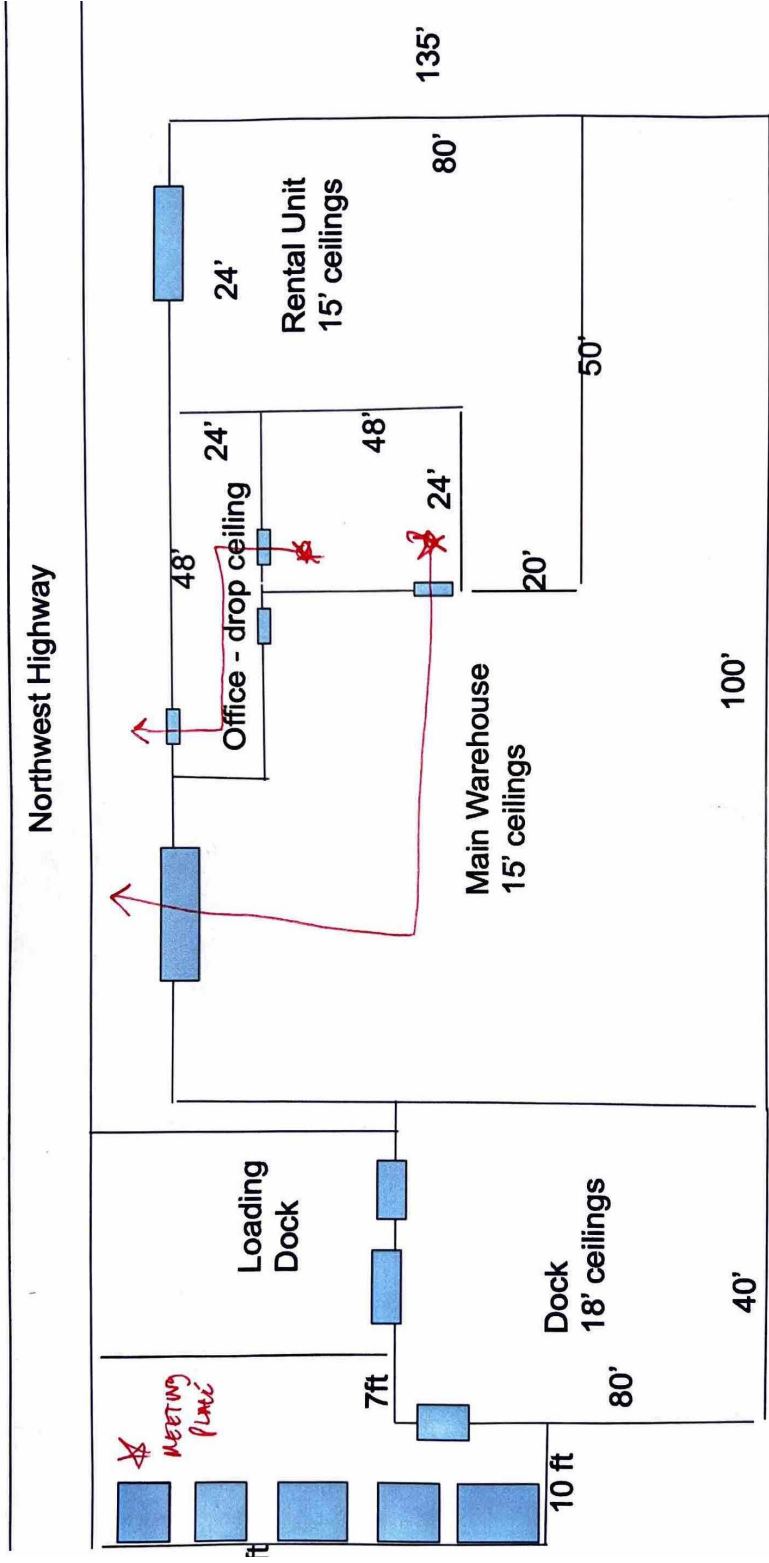 Northwest Highway
MEETING
PLACE
Loading
Dock
7ft
10 ft
80'
Dock
18' ceilings
40'
Main Warehouse
15' ceilings
100'
48'
Office - drop ceiling
24'
48'
24'
20'
50'
24'
Rental Unit
15' ceilings
80'
135'
ft